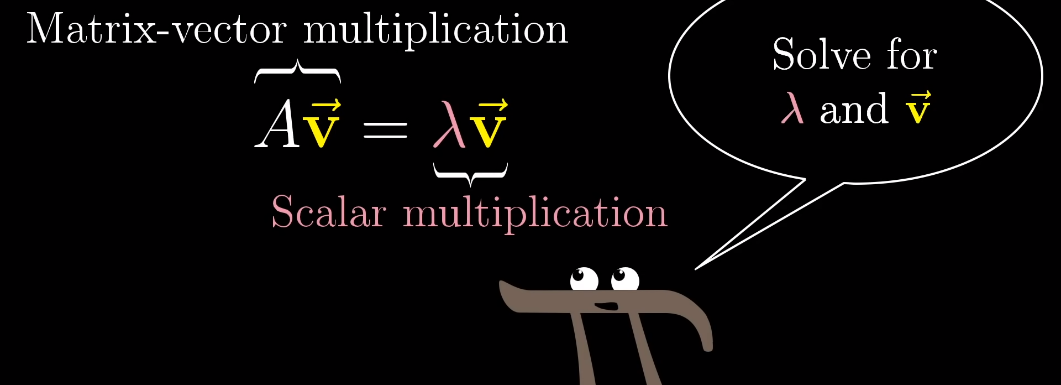 Matrix-vector multiplication
A𝐯⃗ = λ𝐯⃗
Scalar multiplication
Solve for
λ and 𝐯⃗